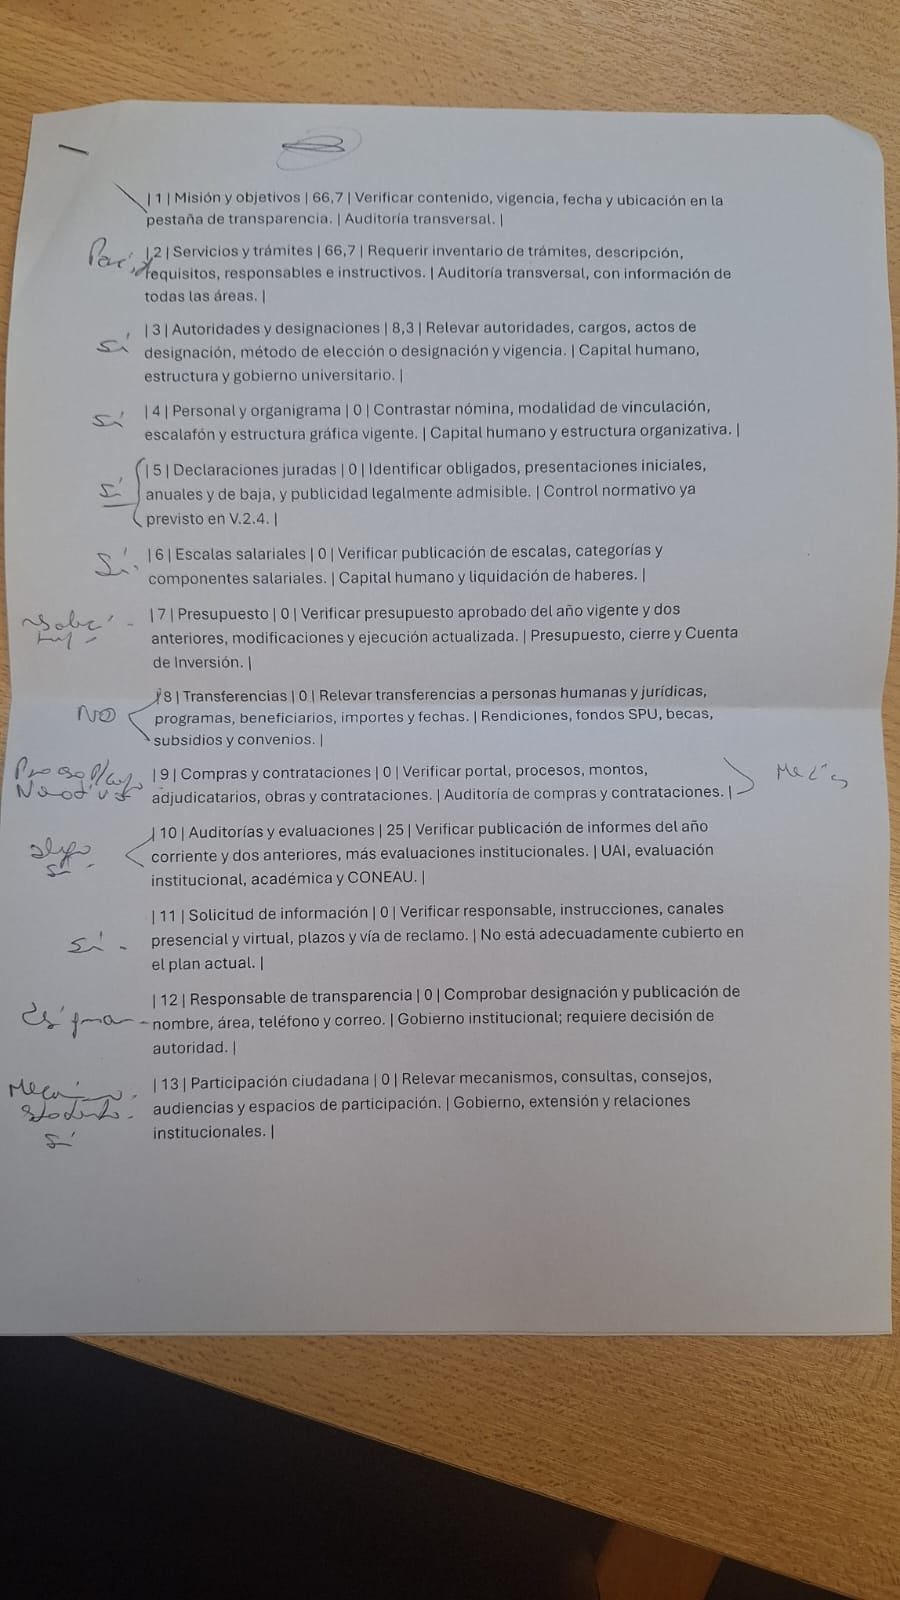 | 1 | Misión y objetivos | 66,7 | Verificar contenido, vigencia, fecha y ubicación en la
pestaña de transparencia. | Auditoría transversal. |
| 2 | Servicios y trámites | 66,7 | Requerir inventario de trámites, descripción,
requisitos, responsables e instructivos. | Auditoría transversal, con información de
todas las áreas. |
| 3 | Autoridades y designaciones | 8,3 | Relevar autoridades, cargos, actos de
Sí
designación, método de elección o designación y vigencia. | Capital humano,
estructura y gobierno universitario. |
| 4 | Personal y organigrama | 0 | Contrastar nómina, modalidad de vinculación,
Sí
escalafón y estructura gráfica vigente. | Capital humano y estructura organizativa. |
| 5 | Declaraciones juradas | 0 | Identificar obligados, presentaciones iniciales,
Sí
anuales y de baja, y publicidad legalmente admisible. | Control normativo ya
previsto en V.2.4. |
| 6 | Escalas salariales | 0 | Verificar publicación de escalas, categorías y
Sí.
componentes salariales. | Capital humano y liquidación de haberes. |
| 7 | Presupuesto | 0 | Verificar presupuesto aprobado del año vigente y dos
anteriores, modificaciones y ejecución actualizada. | Presupuesto, cierre y Cuenta
de Inversión. |
| 8 | Transferencias | 0 | Relevar transferencias a personas humanas y jurídicas,
NO
programas, beneficiarios, importes y fechas. | Rendiciones, fondos SPU, becas,
subsidios y convenios. |
| 9 | Compras y contrataciones | 0 | Verificar portal, procesos, montos,
adjudicatarios, obras y contrataciones. | Auditoría de compras y contrataciones. |
| 10 | Auditorías y evaluaciones | 25 | Verificar publicación de informes del año
algo
corriente y dos anteriores, más evaluaciones institucionales. | UAI, evaluación
sí
institucional, académica y CONEAU. |
| 11 | Solicitud de información | 0 | Verificar responsable, instrucciones, canales
Sí -
presencial y virtual, plazos y vía de reclamo. | No está adecuadamente cubierto en
el plan actual. |
| 12 | Responsable de transparencia | 0 | Comprobar designación y publicación de
nombre, área, teléfono y correo. | Gobierno institucional; requiere decisión de
autoridad. |
| 13 | Participación ciudadana | 0 | Relevar mecanismos, consultas, consejos,
audiencias y espacios de participación. | Gobierno, extensión y relaciones
institucionales. |
Sí